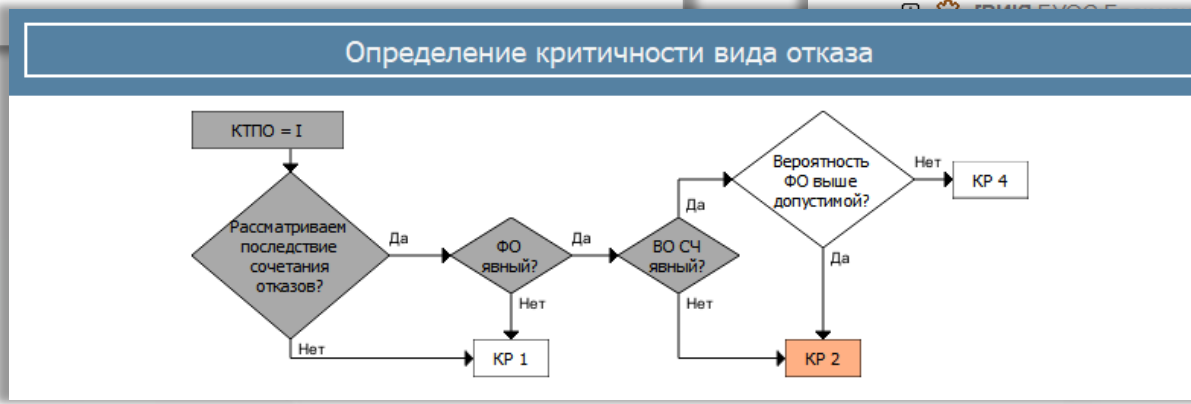 Определение критичности вида отказа
КТПО = I
Рассматриваем
последствие
сочетания
отказов?
Да
Нет
ФО
явный?
Да
Нет
КР 1
ВО СЧ
явный?
Да
Нет
Вероятность
ФО выше
допустимой?
Нет
КР 4
Да
КР 2